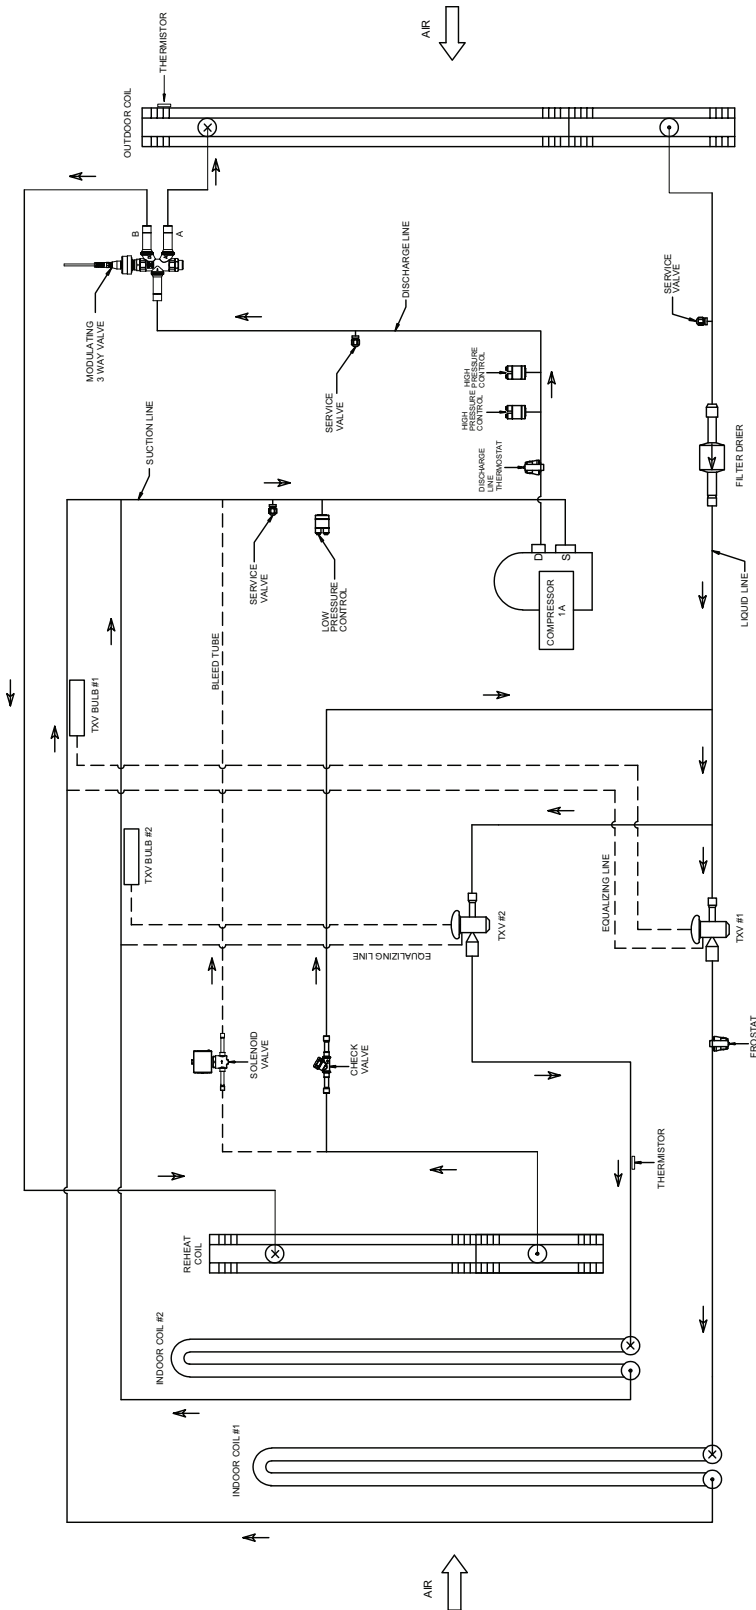 AIR
THERMISTOR
OUTDOOR COIL
B
A
MODULATING
3 WAY VALVE
DISCHARGE LINE
SERVICE
VALVE
SERVICE
VALVE
HIGH
PRESSURE
CONTROL
HIGH
PRESSURE
CONTROL
SUCTION LINE
DISCHARGE
LINE
THERMOSTAT
FILTER DRIER
D
S
COMPRESSOR
1A
SERVICE
VALVE
LOW
PRESSURE
CONTROL
LIQUID LINE
BLEED TUBE
TXV BULB #1
TXV BULB #2
EQUALIZING LINE
TXV #2
EQUALIZING LINE
TXV #1
SOLENOID
VALVE
CHECK
VALVE
FROSTAT
THERMISTOR
REHEAT
COIL
INDOOR COIL #2
INDOOR COIL #1
AIR